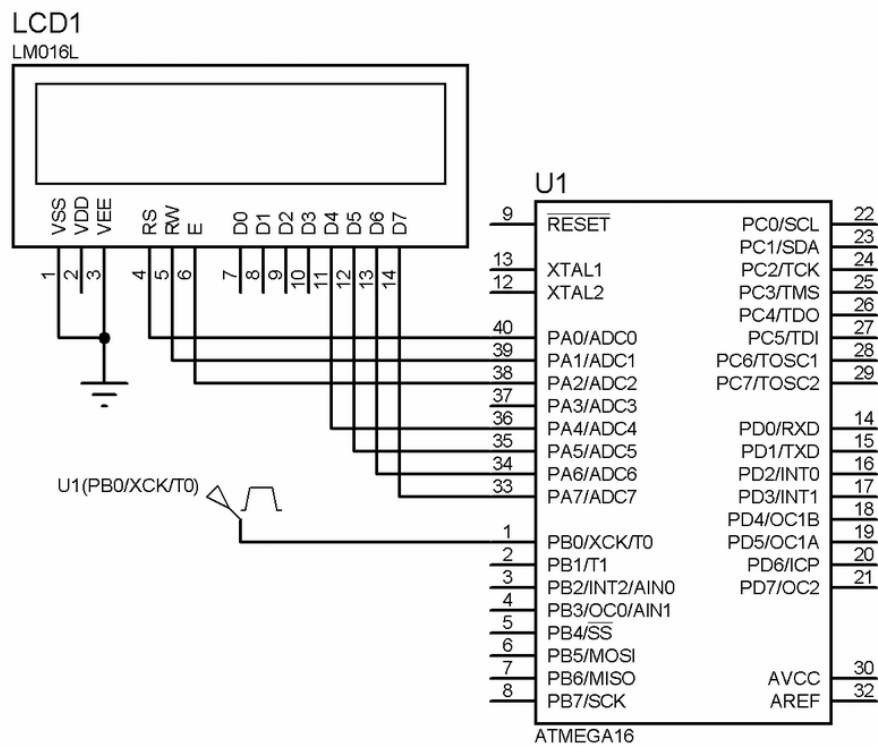 LCD1
LM016L
VSS
VDD
VEE
RS
RW
E
D0
D1
D2
D3
D4
D5
D6
D7
1
2
3
4
5
6
7
8
9
10
11
12
13
14
U1
9 RESET
13 XTAL1
12 XTAL2
40 PA0/ADC0
39 PA1/ADC1
38 PA2/ADC2
37 PA3/ADC3
36 PA4/ADC4
35 PA5/ADC5
34 PA6/ADC6
33 PA7/ADC7
U1(PB0/XCK/T0)
1 PB0/XCK/T0
2 PB1/T1
3 PB2/INT2/AIN0
4 PB3/OC0/AIN1
5 PB4/SS
6 PB5/MOSI
7 PB6/MISO
8 PB7/SCK
PC0/SCL 22
PC1/SDA 23
PC2/TCK 24
PC3/TMS 25
PC4/TDO 26
PC5/TDI 27
PC6/TOSC1 28
PC7/TOSC2 29
PD0/RXD 14
PD1/TXD 15
PD2/INT0 16
PD3/INT1 17
PD4/OC1B 18
PD5/OC1A 19
PD6/ICP 20
PD7/OC2 21
AVCC 30
AREF 32
ATMEGA16